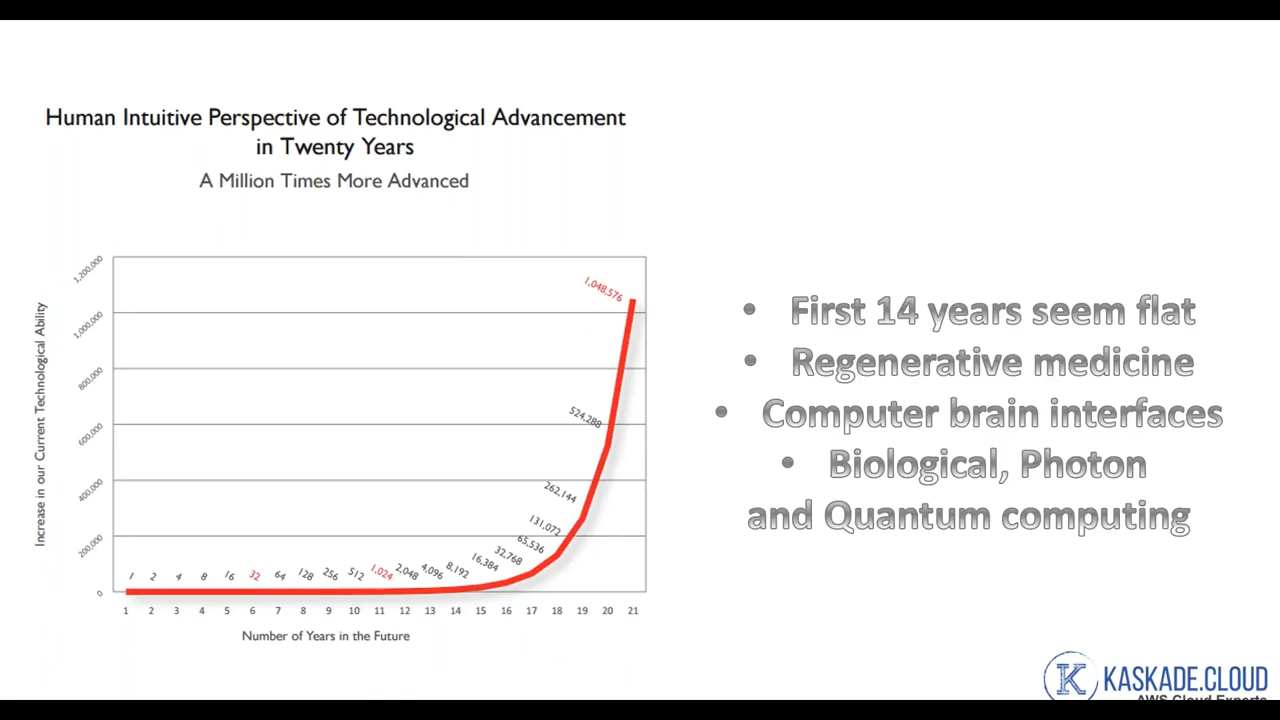 Human Intuitive Perspective of Technological Advancement
in Twenty Years
A Million Times More Advanced
Increase in our Current Technological Ability
1,200,000
1,000,000
800,000
600,000
400,000
200,000
0
1 2 4 8 16 32 64 128 256 512 1,024 2,048 4,096 8,192 16,384 32,768 65,536 131,072 262,144 524,288 1,048,576
1 2 3 4 5 6 7 8 9 10 11 12 13 14 15 16 17 18 19 20 21
Number of Years in the Future
• First 14 years seem flat
• Regenerative medicine
• Computer brain interfaces
• Biological, Photon
and Quantum computing
K KASKADE.CLOUD
AWS Cloud Experts